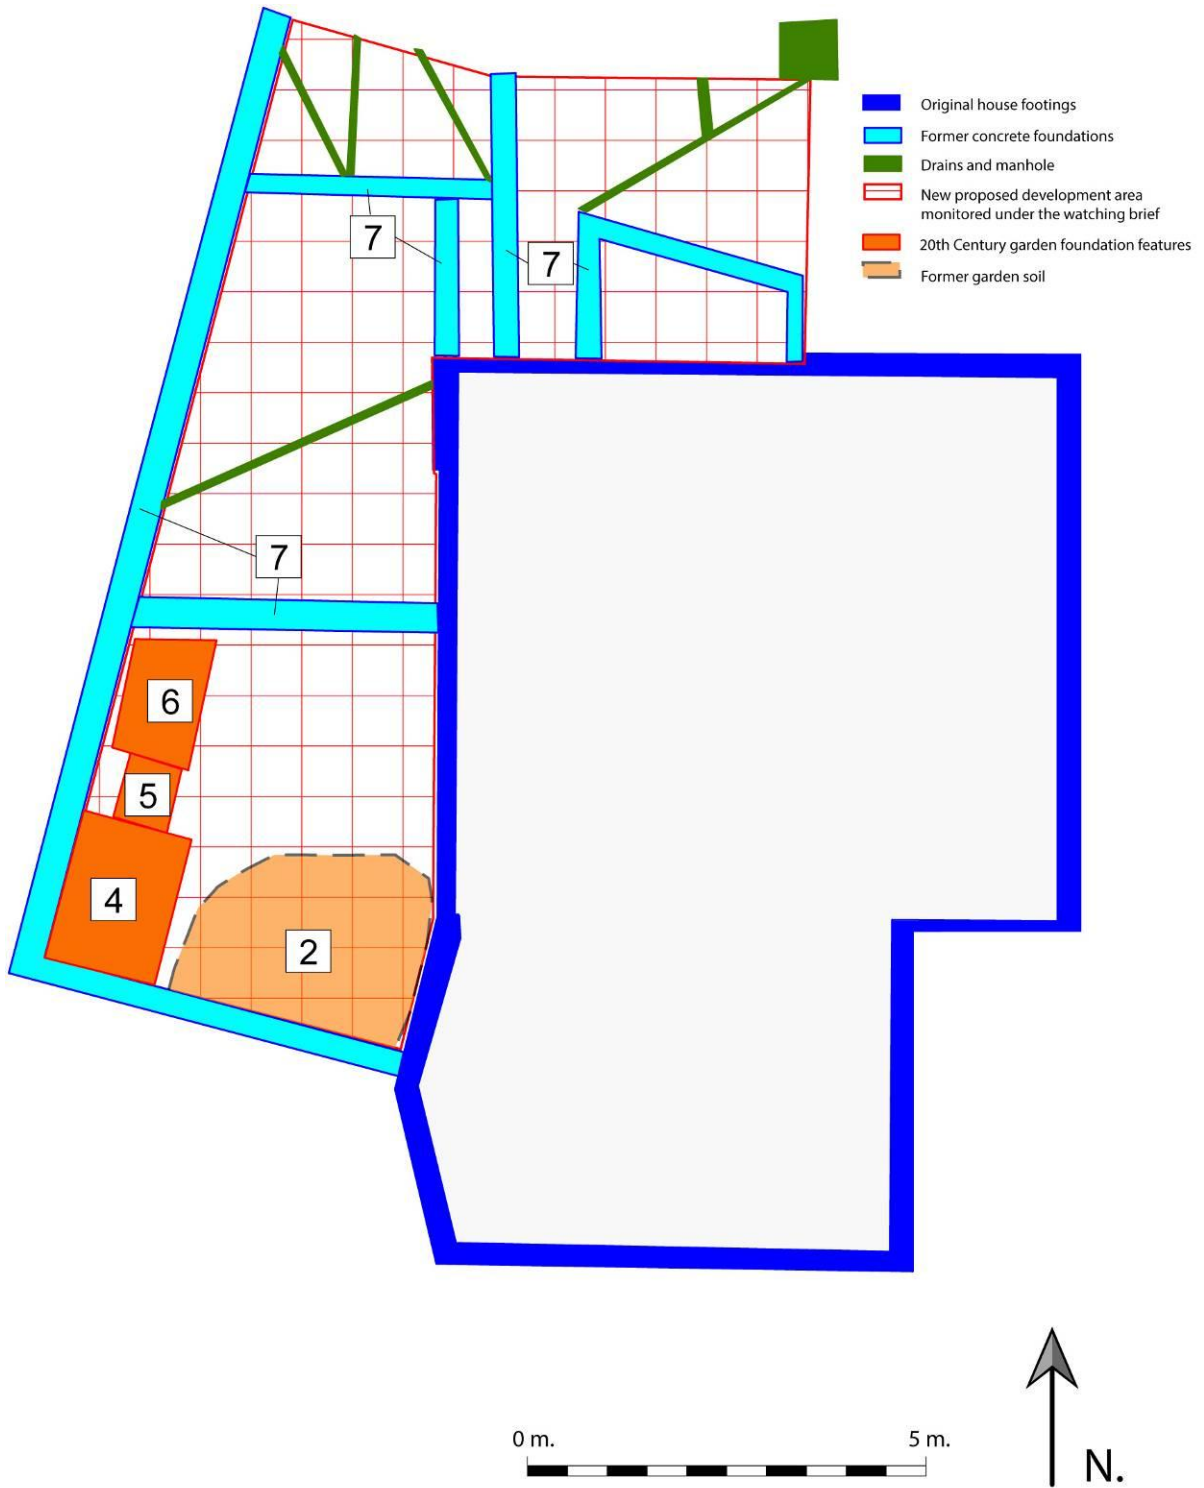 Original house footings
Former concrete foundations
Drains and manhole
New proposed development area
monitored under the watching brief
20th Century garden foundation features
Former garden soil
7
7
7
6
5
4
2
0 m.
5 m.
N.